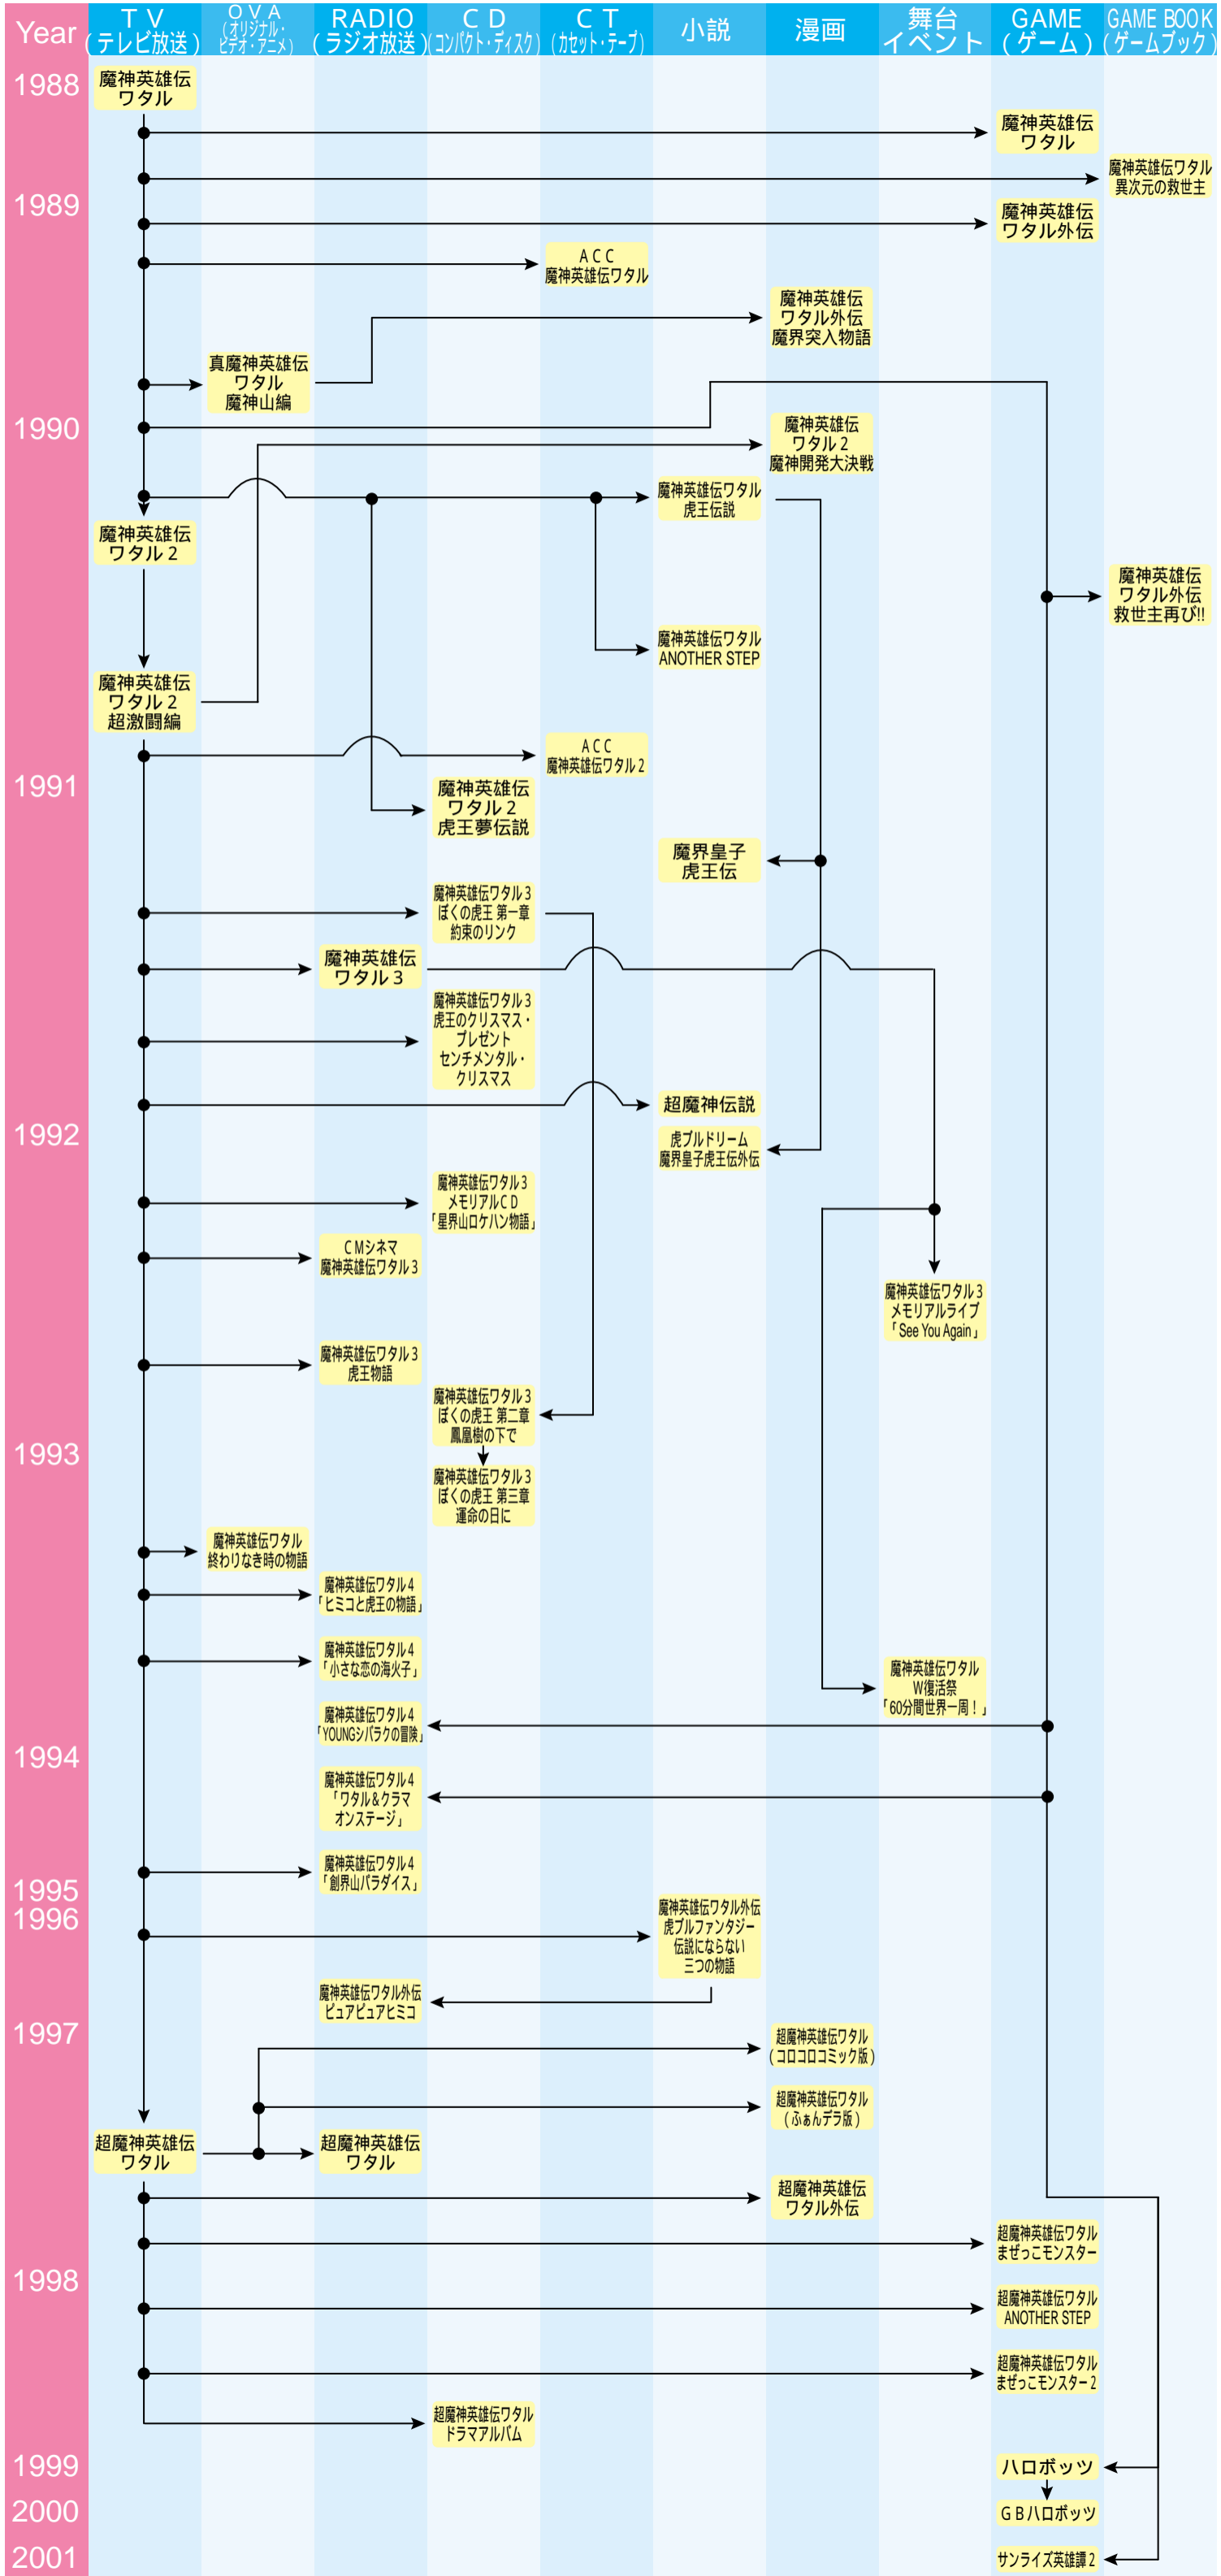 Year
ＴＶ
(テレビ放送)
ＯＶＡ
(オリジナル・
ビデオ・アニメ)
RADIO
(ラジオ放送)
ＣＤ
(コンパクト・ディスク)
ＣＴ
(カセット・テープ)
小説
漫画
舞台
イベント
GAME
(ゲーム)
GAME BOOK
(ゲームブック)
1988
魔神英雄伝
ワタル
魔神英雄伝
ワタル
魔神英雄伝ワタル
異次元の救世主
1989
魔神英雄伝
ワタル外伝
ＡＣＣ
魔神英雄伝ワタル
魔神英雄伝
ワタル外伝
魔界突入物語
真魔神英雄伝
ワタル
魔神山編
1990
魔神英雄伝
ワタル２
魔神開発大決戦
魔神英雄伝ワタル
虎王伝説
魔神英雄伝
ワタル２
魔神英雄伝
ワタル外伝
救世主再び!!
魔神英雄伝ワタル
ANOTHER STEP
魔神英雄伝
ワタル２
超激闘編
ＡＣＣ
魔神英雄伝ワタル２
1991
魔神英雄伝
ワタル２
虎王夢伝説
魔界皇子
虎王伝
魔神英雄伝ワタル３
ぼくの虎王 第一章
約束のリンク
魔神英雄伝
ワタル３
魔神英雄伝ワタル３
虎王のクリスマス・
プレゼント
センチメンタル・
クリスマス
超魔神伝説
1992
虎ブルドリーム
魔界皇子虎王伝外伝
魔神英雄伝ワタル３
メモリアルＣＤ
「星界山ロケハン物語」
ＣＭシネマ
魔神英雄伝ワタル３
魔神英雄伝ワタル３
メモリアルライブ
「See You Again」
魔神英雄伝ワタル３
虎王物語
魔神英雄伝ワタル３
ぼくの虎王 第二章
鳳凰樹の下で
1993
魔神英雄伝ワタル３
ぼくの虎王 第三章
運命の日に
魔神英雄伝ワタル
終わりなき時の物語
魔神英雄伝ワタル４
「ヒミコと虎王の物語」
魔神英雄伝ワタル４
「小さな恋の海火子」
魔神英雄伝ワタル
Ｗ復活祭
「60分間世界一周！」
魔神英雄伝ワタル４
「YOUNGシバラクの冒険」
1994
魔神英雄伝ワタル４
「ワタル＆クラマ
オンステージ」
魔神英雄伝ワタル４
「創界山パラダイス」
1995
1996
魔神英雄伝ワタル外伝
虎ブルファンタジー
伝説にならない
三つの物語
魔神英雄伝ワタル外伝
ピュアピュアヒミコ
1997
超魔神英雄伝ワタル
(コロコロコミック版)
超魔神英雄伝ワタル
(ふぁんデラ版)
超魔神英雄伝
ワタル
超魔神英雄伝
ワタル
超魔神英雄伝
ワタル外伝
超魔神英雄伝ワタル
まぜっこモンスター
1998
超魔神英雄伝ワタル
ANOTHER STEP
超魔神英雄伝ワタル
まぜっこモンスター２
超魔神英雄伝ワタル
ドラマアルバム
1999
ハロボッツ
2000
ＧＢハロボッツ
2001
サンライズ英雄譚２